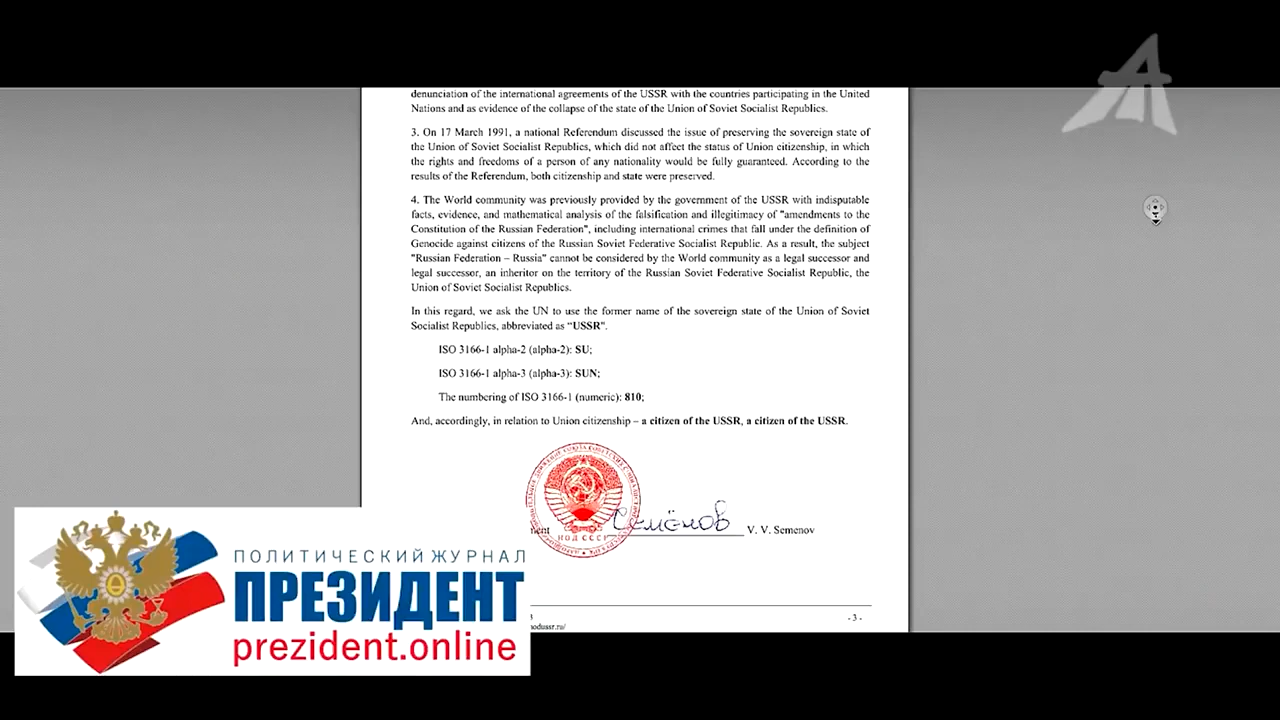 denunciation of the international agreements of the USSR with the countries participating in the United
Nations and as evidence of the collapse of the state of the Union of Soviet Socialist Republics.
3. On 17 March 1991, a national Referendum discussed the issue of preserving the sovereign state of
the Union of Soviet Socialist Republics, which did not affect the status of Union citizenship, in which
the rights and freedoms of a person of any nationality would be fully guaranteed. According to the
results of the Referendum, both citizenship and state were preserved.
4. The World community was previously provided by the government of the USSR with indisputable
facts, evidence, and mathematical analysis of the falsification and illegitimacy of "amendments to the
Constitution of the Russian Federation", including international crimes that fall under the definition of
Genocide against citizens of the Russian Soviet Federative Socialist Republic. As a result, the subject
"Russian Federation – Russia" cannot be considered by the World community as a legal successor and
legal successor, an inheritor on the territory of the Russian Soviet Federative Socialist Republic, the
Union of Soviet Socialist Republics.
In this regard, we ask the UN to use the former name of the sovereign state of the Union of Soviet
Socialist Republics, abbreviated as “USSR”.
ISO 3166-1 alpha-2 (alpha-2): SU;
ISO 3166-1 alpha-3 (alpha-3): SUN;
The numbering of ISO 3166-1 (numeric): 810;
And, accordingly, in relation to Union citizenship – a citizen of the USSR, a citizen of the USSR.
НОД СССР
Семёнов
V. V. Semenov
- 3 -
ПОЛИТИЧЕСКИЙ ЖУРНАЛ
ПРЕЗИДЕНТ
prezident.online